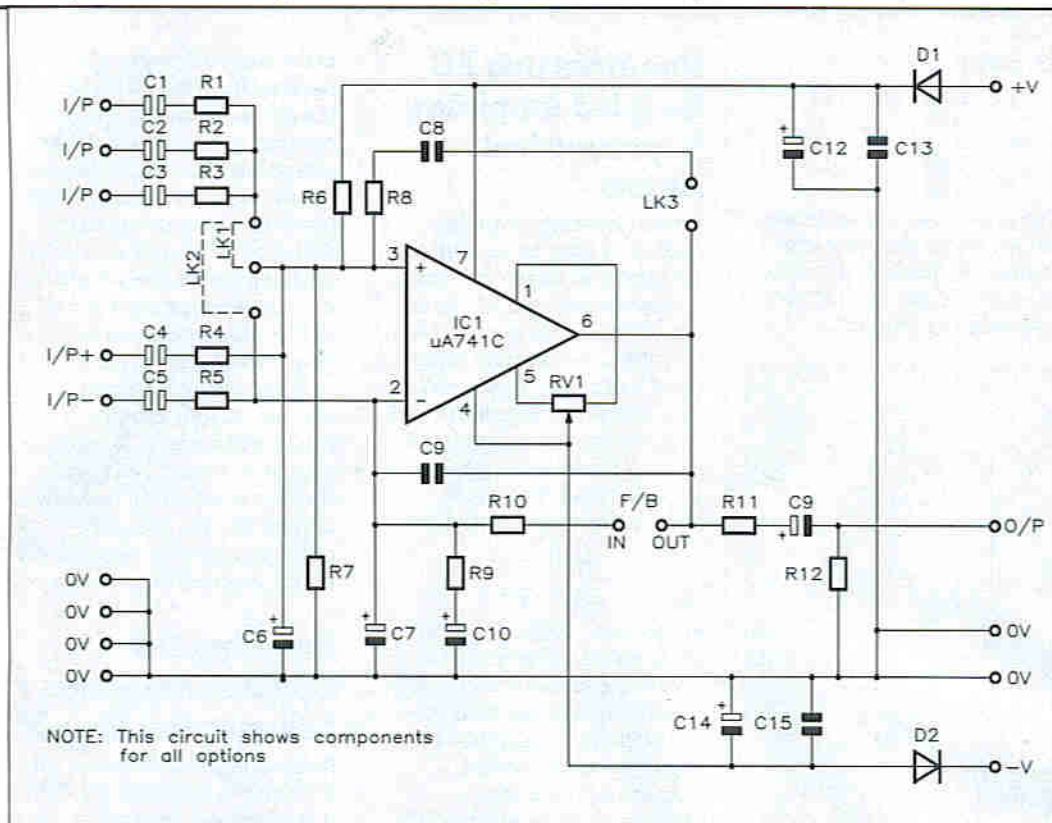 D1
I/P C1 R1
+V
C8
C12 C13
I/P C2 R2
I/P C3 R3
R6 R8
LK3
LK1
LK2
3 + 7
1
IC1
uA741C
6
I/P+ C4 R4
5 RV1
I/P- C5 R5
2 - 4
C9
R10 F/B R11 C9
IN OUT
+
O/P
R7 R9 R12
0V
0V
+ C6 + C7 + C10
0V
0V
0V
0V
+ C14 C15
D2
-V
NOTE: This circuit shows components
for all options